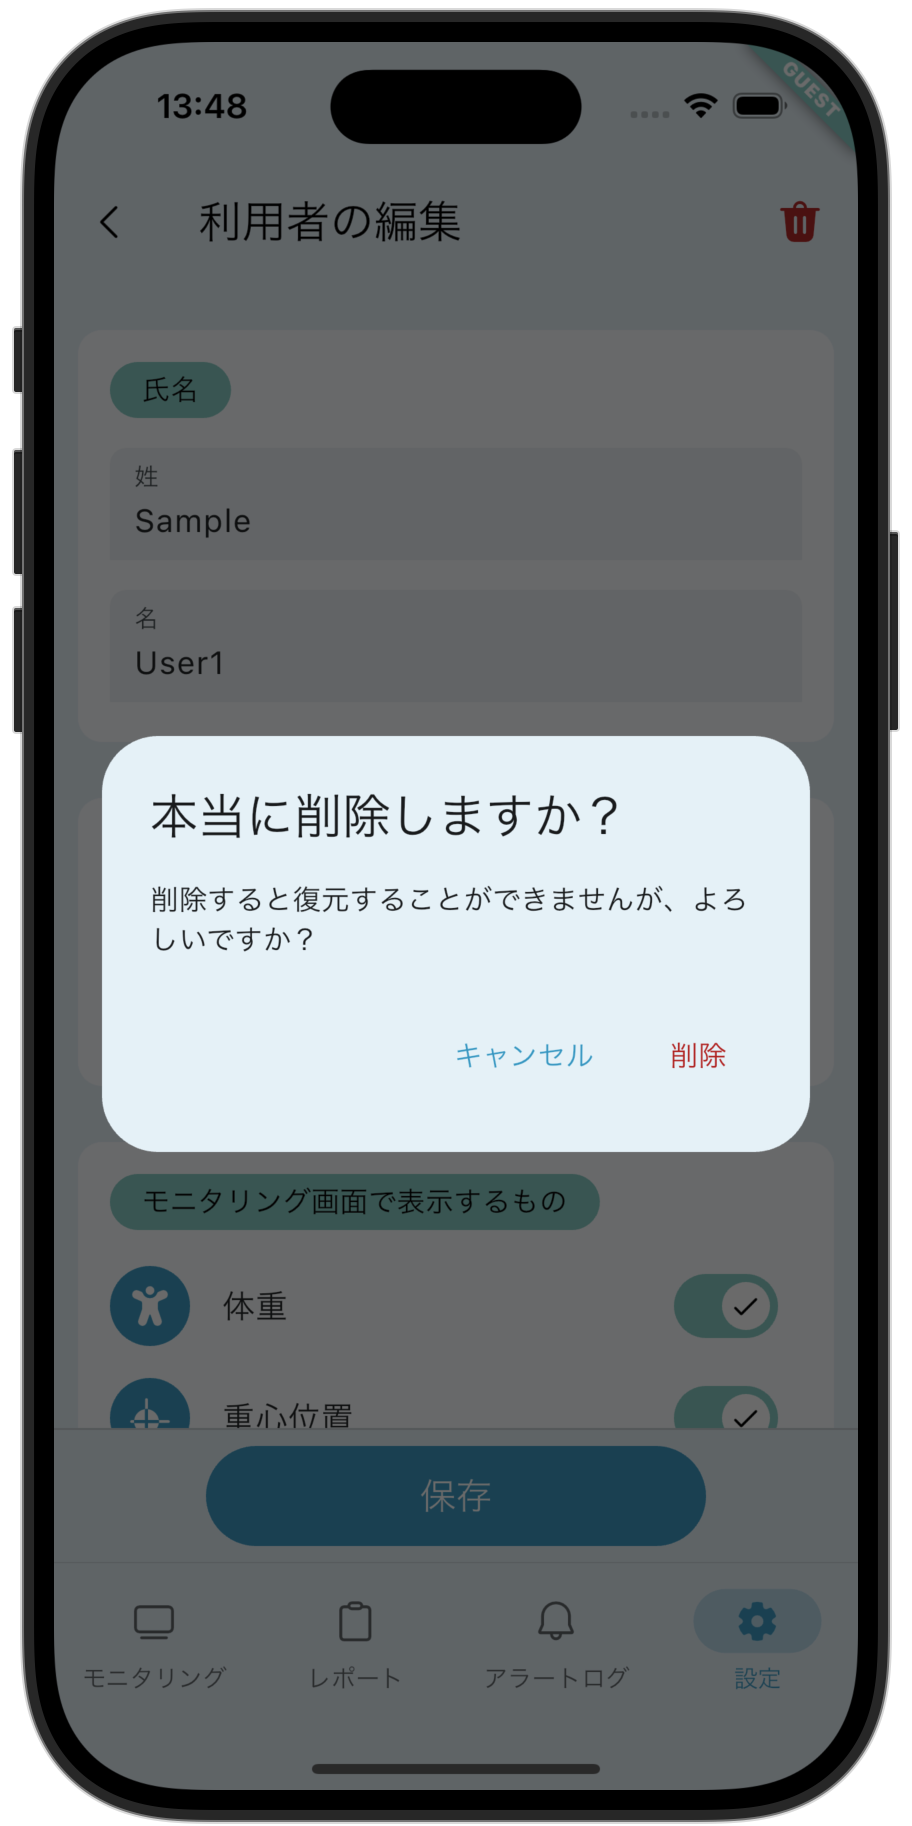 13:48
GUEST
利用者の編集
氏名
姓
Sample
名
User1
本当に削除しますか？
削除すると復元することができませんが、よろ
しいですか？
キャンセル
削除
モニタリング画面で表示するもの
体重
重心位置
保存
モニタリング
レポート
アラートログ
設定